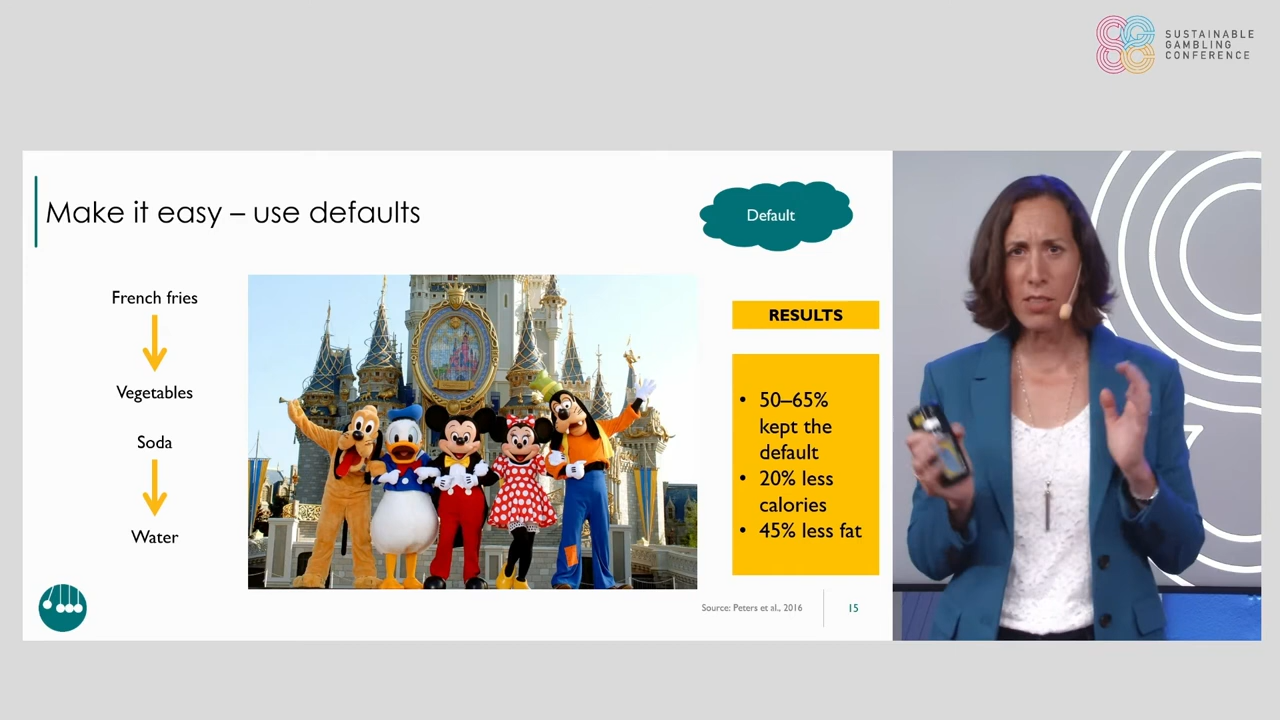 SUSTAINABLE
GAMBLING
CONFERENCE
Make it easy – use defaults
Default
French fries
Vegetables
Soda
Water
RESULTS
• 50–65%
kept the
default
• 20% less
calories
• 45% less fat
Source: Peters et al., 2016
15